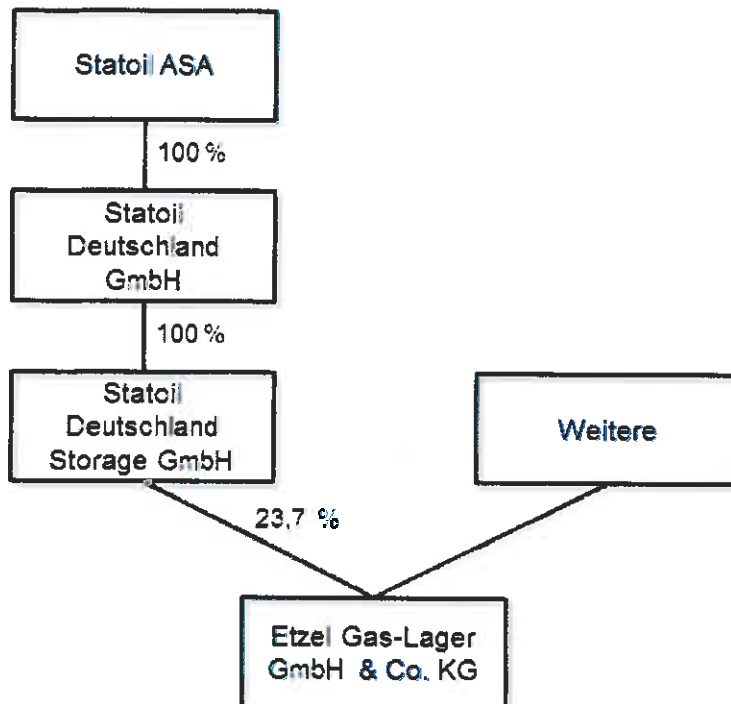 Statoil ASA
100 %
Statoil
Deutschland
GmbH
100 %
Statoil
Deutschland
Storage GmbH
Weitere
23,7 %
Etzel Gas-Lager
GmbH & Co. KG